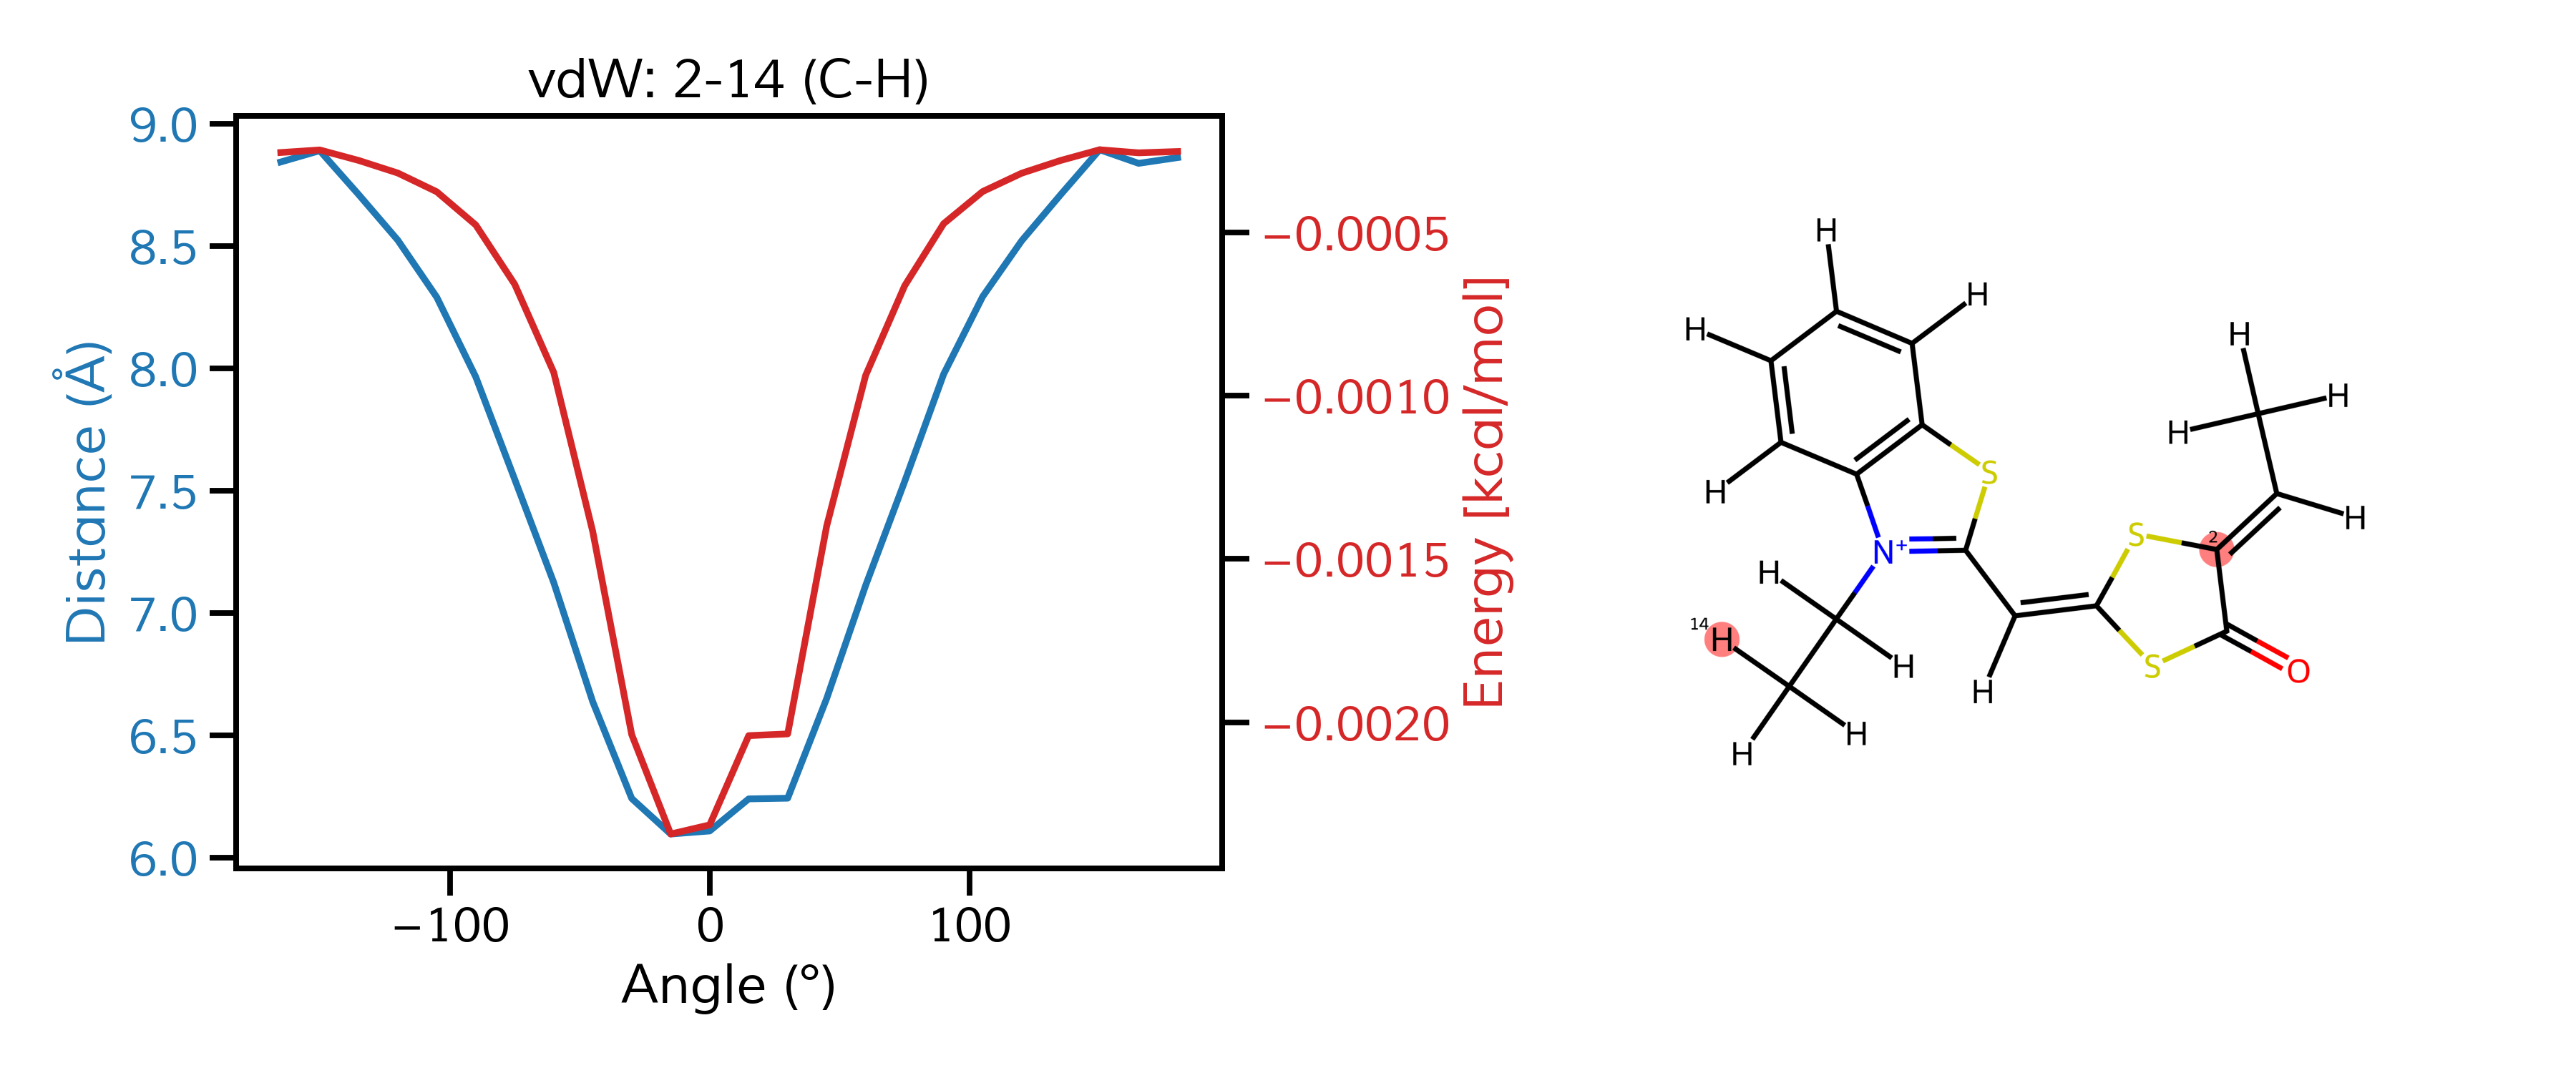 vdW: 2-14 (C-H)
9.0
8.5
8.0
7.5
7.0
6.5
6.0
Distance (Å)
−0.0005
−0.0010
−0.0015
−0.0020
Energy [kcal/mol]
−100
0
100
Angle (°)
H
H
H
H
H
H
H
S
H
H
S
2
N⁺
H
14
H
H
H
S
O
H
H